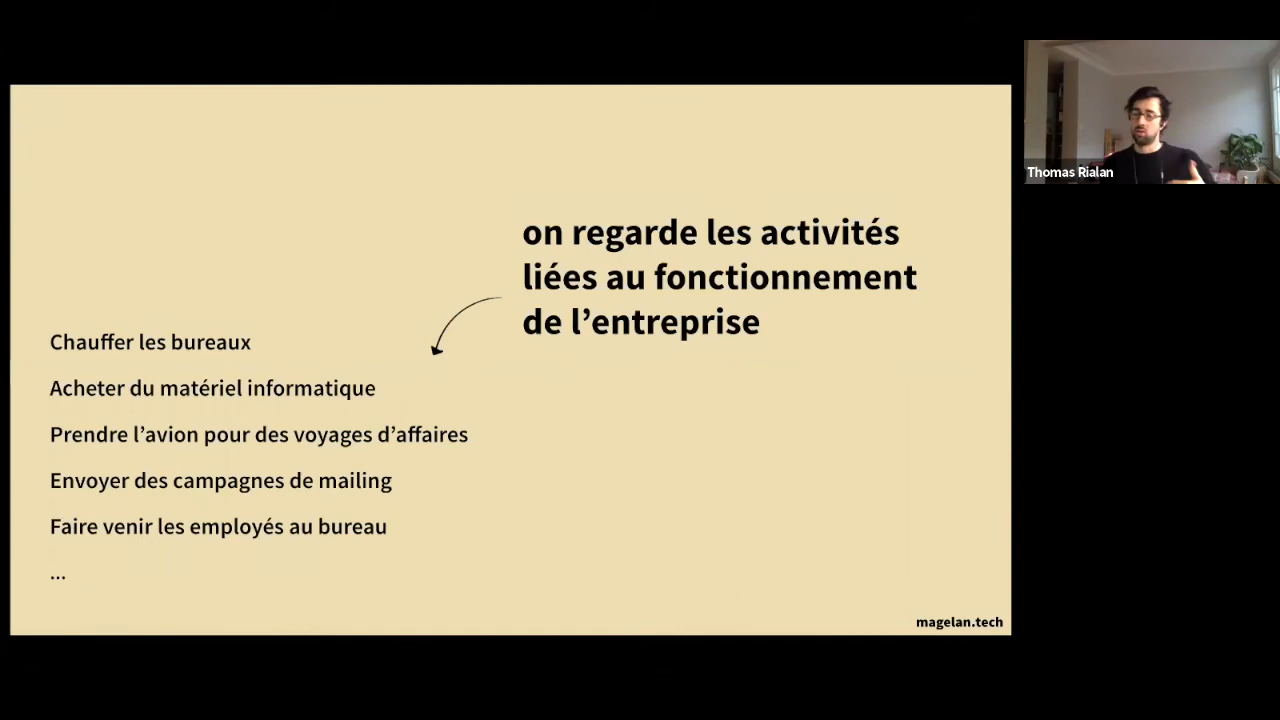 on regarde les activités
liées au fonctionnement
de l’entreprise
Chauffer les bureaux
Acheter du matériel informatique
Prendre l’avion pour des voyages d’affaires
Envoyer des campagnes de mailing
Faire venir les employés au bureau
...
magelan.tech
Thomas Rialan